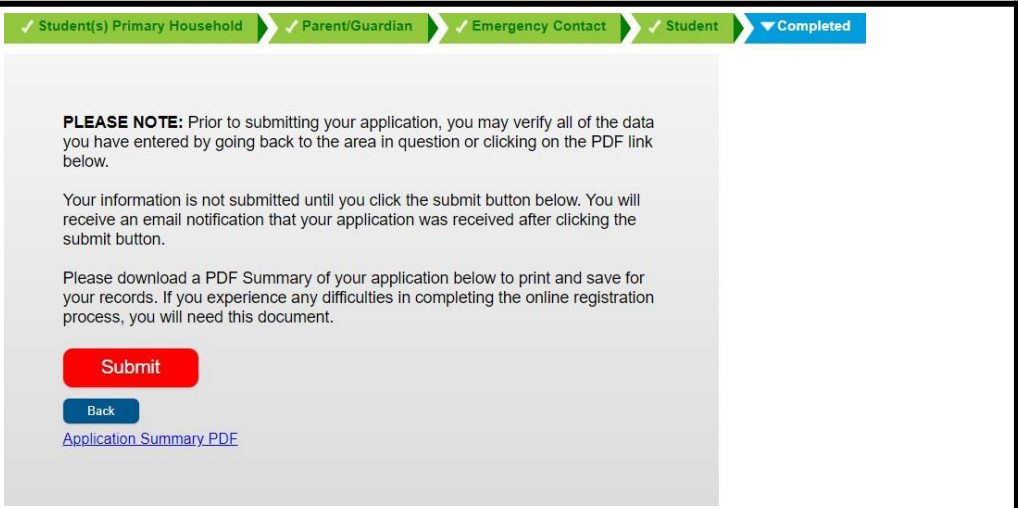 Student(s) Primary Household Parent/Guardian Emergency Contact Student Completed
PLEASE NOTE: Prior to submitting your application, you may verify all of the data
you have entered by going back to the area in question or clicking on the PDF link
below.
Your information is not submitted until you click the submit button below. You will
receive an email notification that your application was received after clicking the
submit button.
Please download a PDF Summary of your application below to print and save for
your records. If you experience any difficulties in completing the online registration
process, you will need this document.
Submit
Back
Application Summary PDF